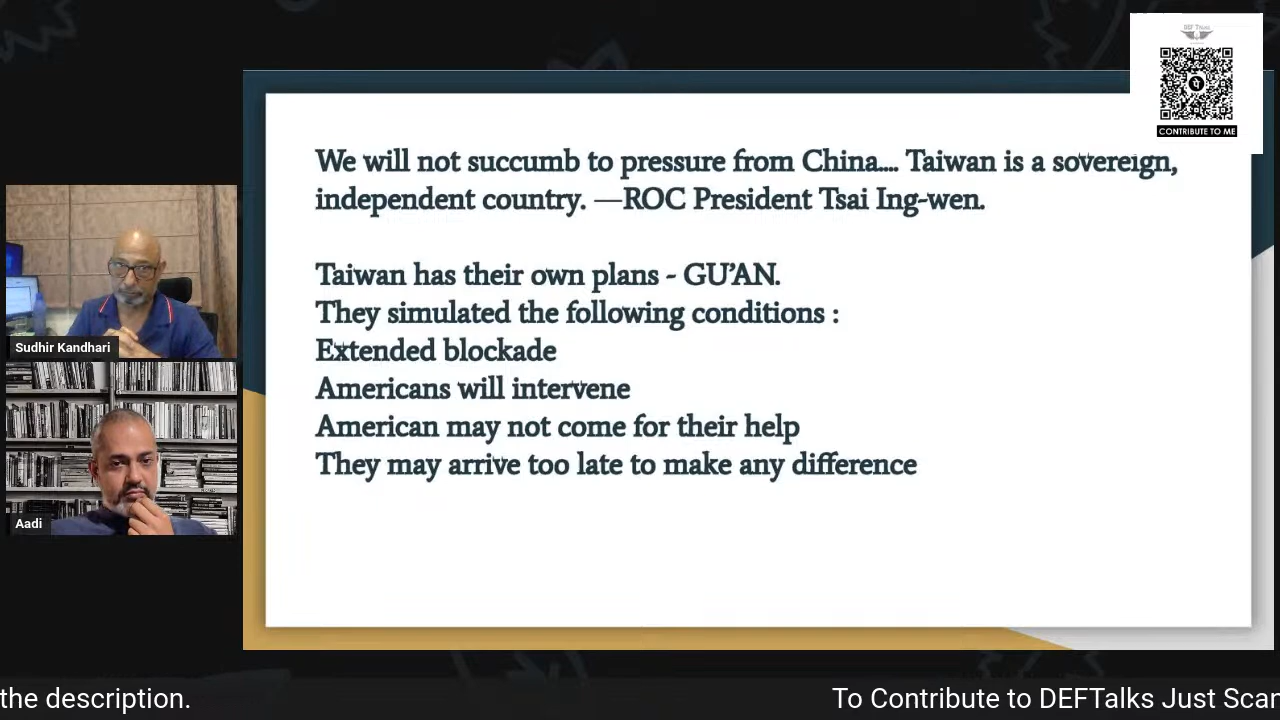 DEF TALKS
CONTRIBUTE TO ME
We will not succumb to pressure from China.... Taiwan is a sovereign,
independent country. —ROC President Tsai Ing-wen.
Taiwan has their own plans - GU’AN.
They simulated the following conditions :
Extended blockade
Americans will intervene
American may not come for their help
They may arrive too late to make any difference
Sudhir Kandhari
Aadi
the description.
To Contribute to DEFTalks Just Scan